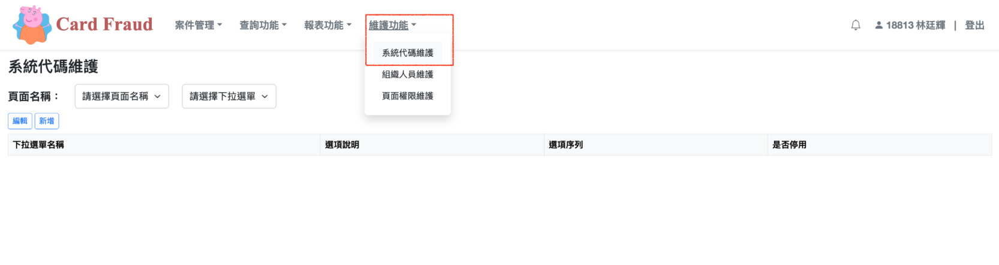 Card Fraud 案件管理 查詢功能 報表功能 維護功能 18813 林廷輝 | 登出
系統代碼維護
組織人員維護
頁面權限維護
系統代碼維護
頁面名稱： 請選擇頁面名稱 請選擇下拉選單
編輯 新增
下拉選單名稱 選項說明 選項序列 是否停用